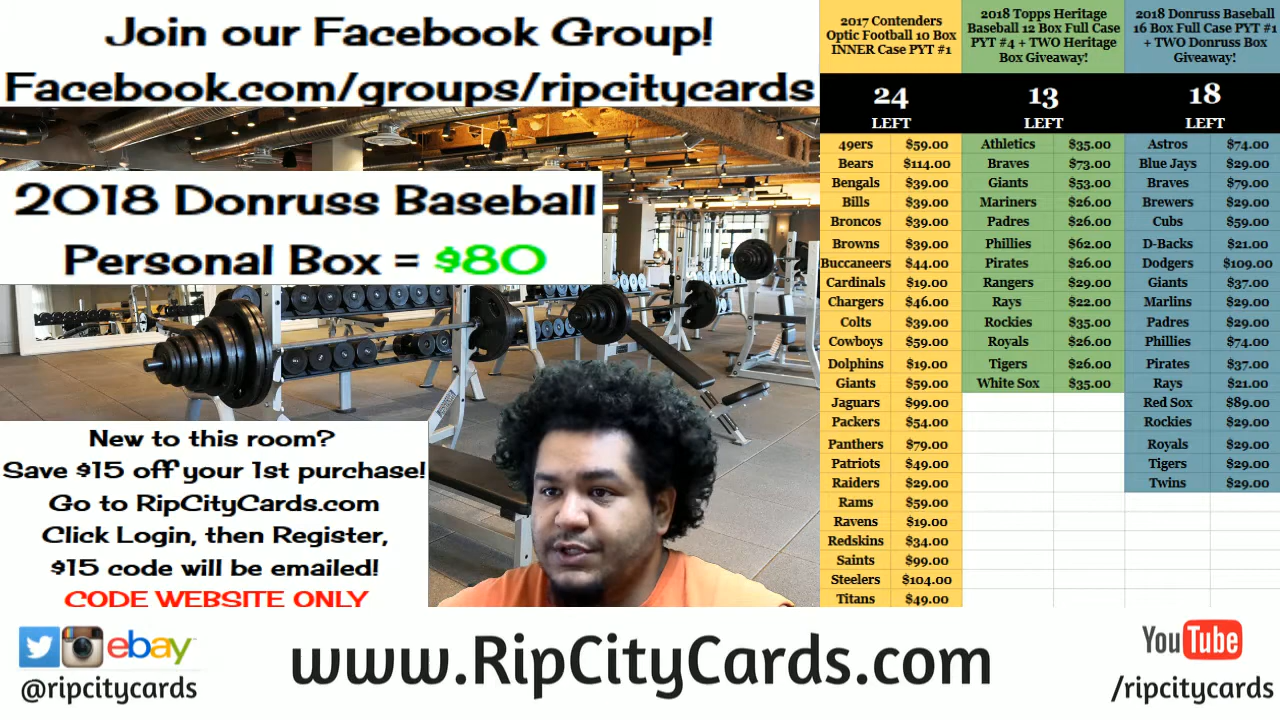 Join our Facebook Group!
Facebook.com/groups/ripcitycards
2018 Donruss Baseball
Personal Box = $80
New to this room?
Save $15 off your 1st purchase!
Go to RipCityCards.com
Click Login, then Register,
$15 code will be emailed!
CODE WEBSITE ONLY
2017 Contenders
Optic Football 10 Box
INNER Case PYT #1
24
LEFT
49ers $59.00
Bears $114.00
Bengals $39.00
Bills $39.00
Broncos $39.00
Browns $39.00
Buccaneers $44.00
Cardinals $19.00
Chargers $46.00
Colts $39.00
Cowboys $59.00
Dolphins $19.00
Giants $59.00
Jaguars $99.00
Packers $54.00
Panthers $79.00
Patriots $49.00
Raiders $29.00
Rams $59.00
Ravens $19.00
Redskins $34.00
Saints $99.00
Steelers $104.00
Titans $49.00
2018 Topps Heritage
Baseball 12 Box Full Case
PYT #4 + TWO Heritage
Box Giveaway!
13
LEFT
Athletics $35.00
Braves $73.00
Giants $53.00
Mariners $26.00
Padres $26.00
Phillies $62.00
Pirates $26.00
Rangers $29.00
Rays $22.00
Rockies $35.00
Royals $26.00
Tigers $26.00
White Sox $35.00
2018 Donruss Baseball
16 Box Full Case PYT #1
+ TWO Donruss Box
Giveaway!
18
LEFT
Astros $74.00
Blue Jays $29.00
Braves $79.00
Brewers $29.00
Cubs $59.00
D-Backs $21.00
Dodgers $109.00
Giants $37.00
Marlins $29.00
Padres $29.00
Phillies $74.00
Pirates $37.00
Rays $21.00
Red Sox $89.00
Rockies $29.00
Royals $29.00
Tigers $29.00
Twins $29.00
ebay
@ripcitycards
www.RipCityCards.com
YouTube
/ripcitycards